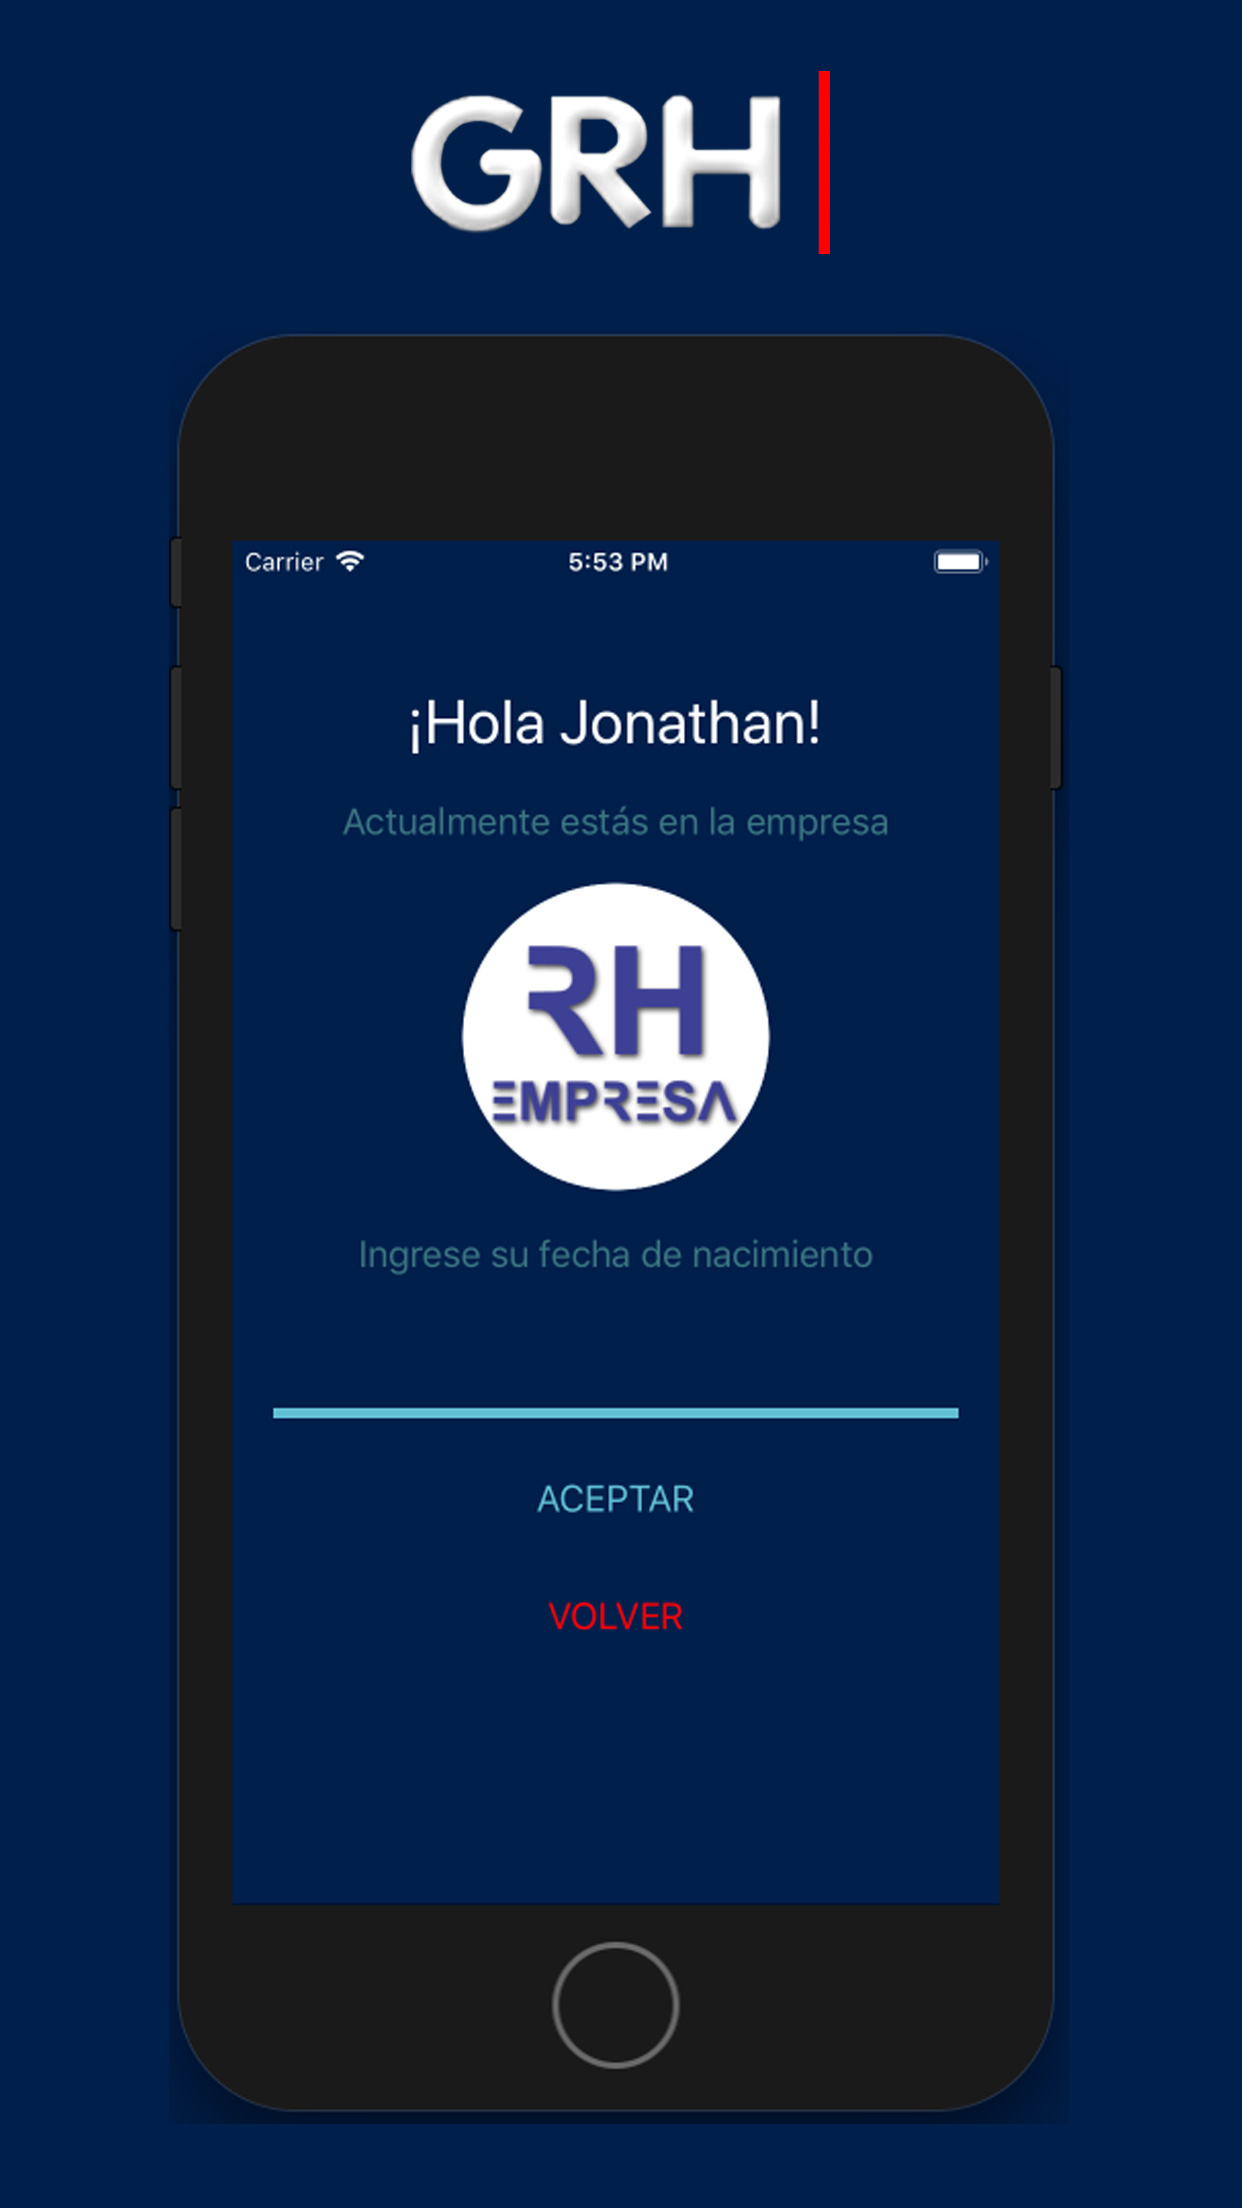 GRH
Carrier 5:53 PM
¡Hola Jonathan!
Actualmente estás en la empresa
RH
EMPRESA
Ingrese su fecha de nacimiento
ACEPTAR
VOLVER